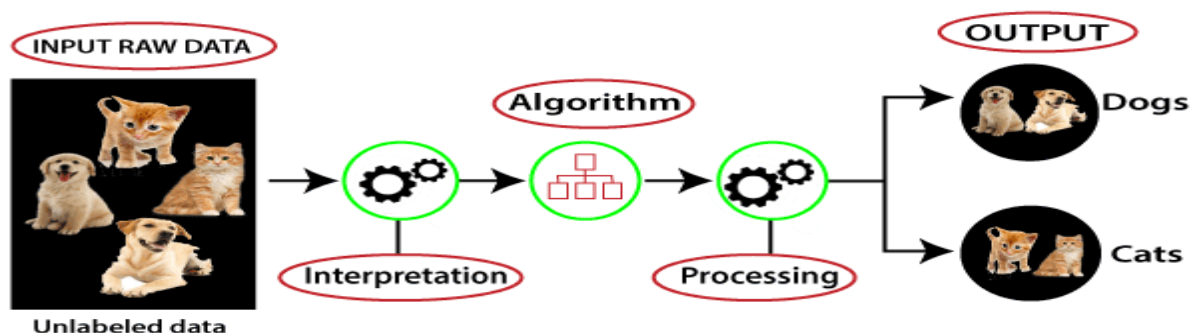 INPUT RAW DATA
Unlabeled data
Interpretation
Algorithm
Processing
OUTPUT
Dogs
Cats